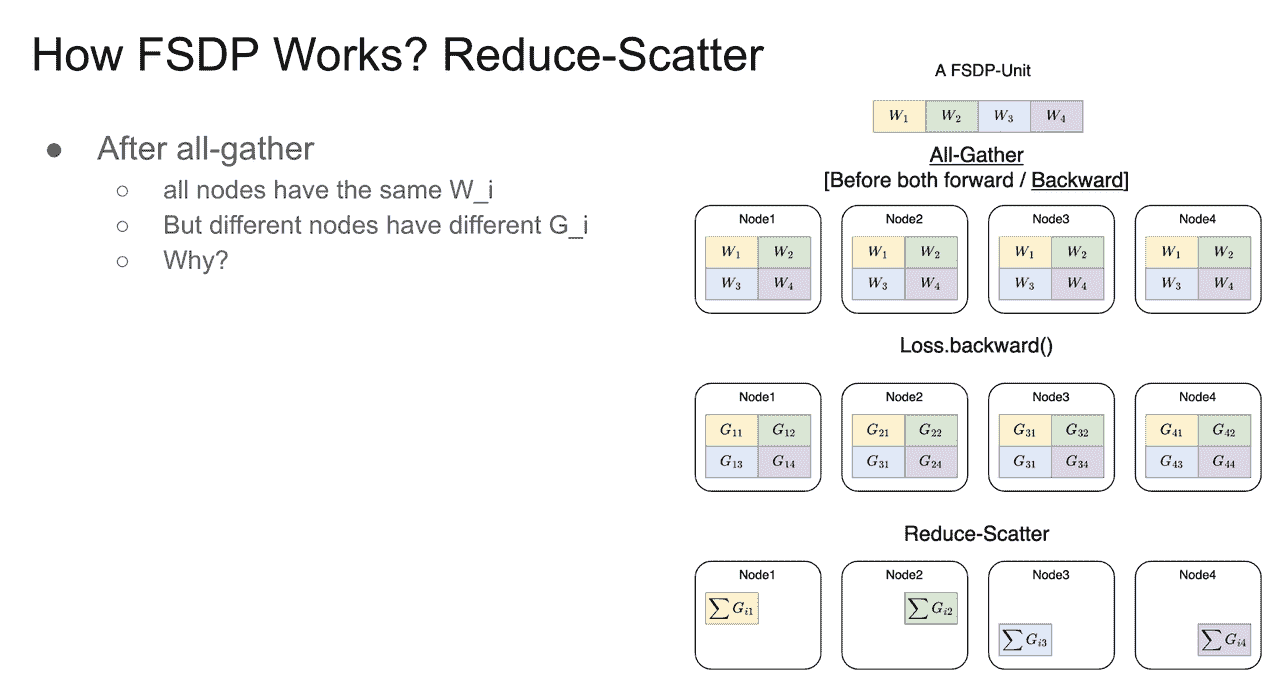 How FSDP Works? Reduce-Scatter
● After all-gather
○ all nodes have the same W_i
○ But different nodes have different G_i
○ Why?
A FSDP-Unit
W₁ W₂ W₃ W₄
All-Gather
[Before both forward / Backward]
Node1 Node2 Node3 Node4
W₁ W₂ W₁ W₂ W₁ W₂ W₁ W₂
W₃ W₄ W₃ W₄ W₃ W₄ W₃ W₄
Loss.backward()
Node1 Node2 Node3 Node4
G₁₁ G₁₂ G₂₁ G₂₂ G₃₁ G₃₂ G₄₁ G₄₂
G₁₃ G₁₄ G₃₁ G₂₄ G₃₁ G₃₄ G₄₃ G₄₄
Reduce-Scatter
Node1 Node2 Node3 Node4
∑ Gᵢ₁ ∑ Gᵢ₂
∑ Gᵢ₃ ∑ Gᵢ₄